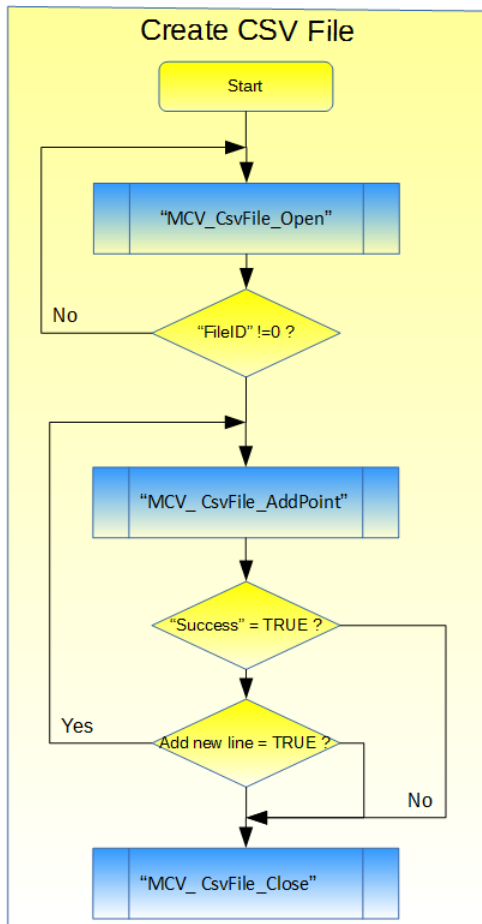 Create CSV File
Start
“MCV_CsvFile_Open”
No
“FileID” !=0 ?
“MCV_ CsvFile_AddPoint”
“Success” = TRUE ?
Yes
Add new line = TRUE ?
No
“MCV_ CsvFile_Close”